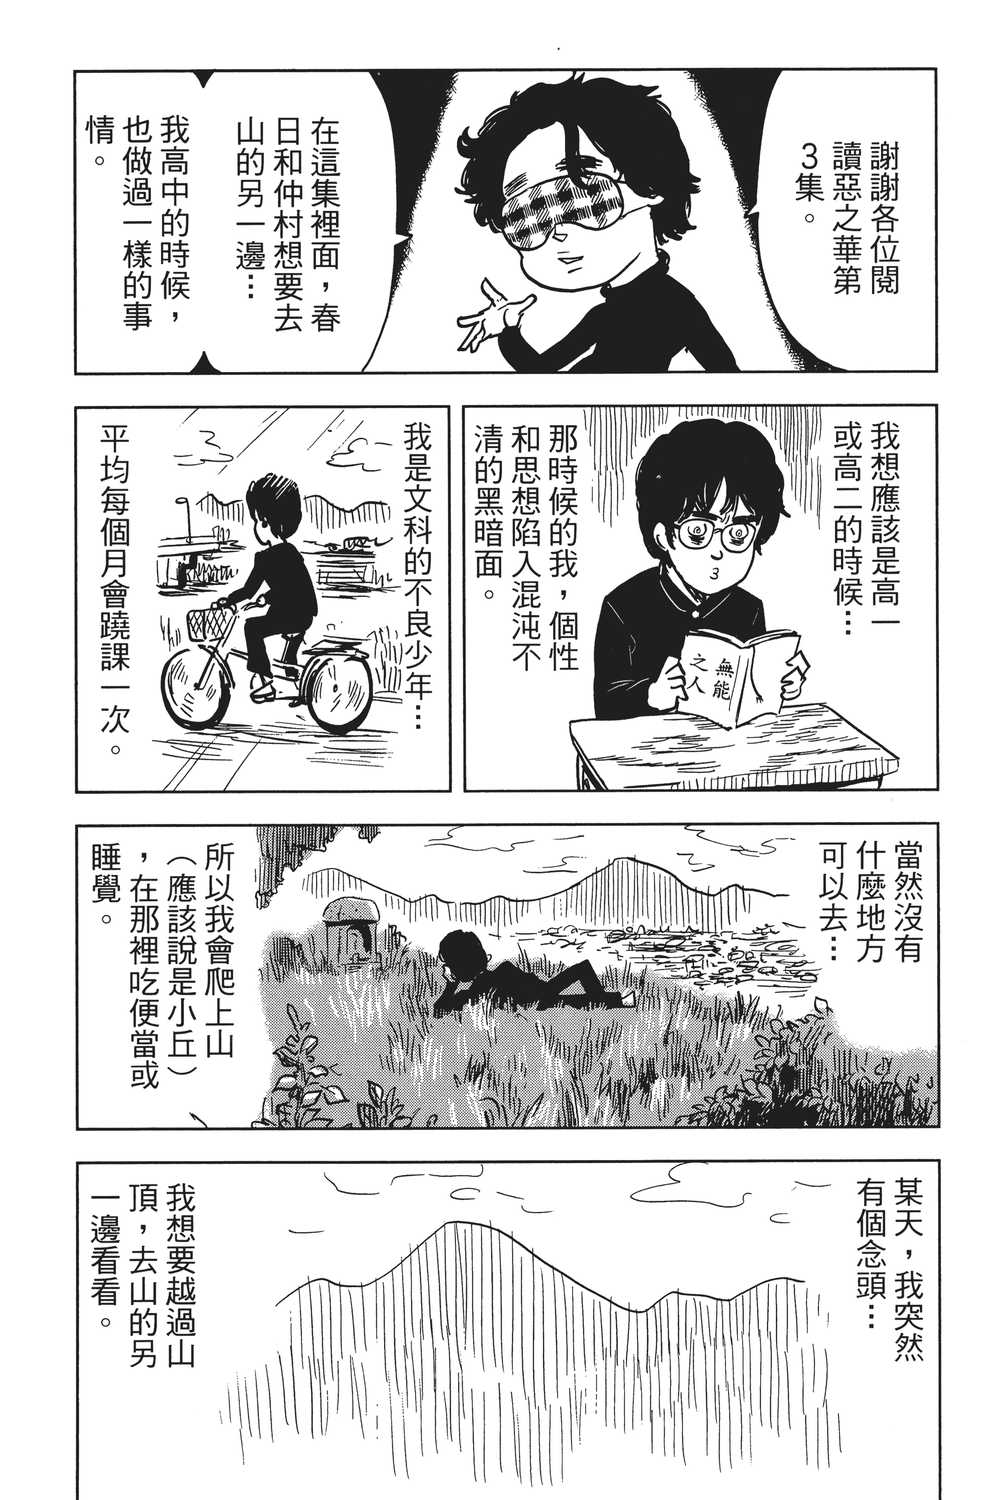 謝謝各位閱
讀惡之華第
3集。
在這集裡面，春
日和仲村想要去
山的另一邊…
我高中的時候，
也做過一樣的事
情。
我想應該是高一
或高二的時候…
那時候的我，個性
和思想陷入混沌不
清的黑暗面。
無能
之人
我是文科的不良少年…
平均每個月會蹺課一次。
當然沒有
什麼地方
可以去…
所以我會爬上山
（應該說是小丘）
，在那裡吃便當或
睡覺。
某天，我突然
有個念頭…
我想要越過山
頂，去山的另
一邊看看。